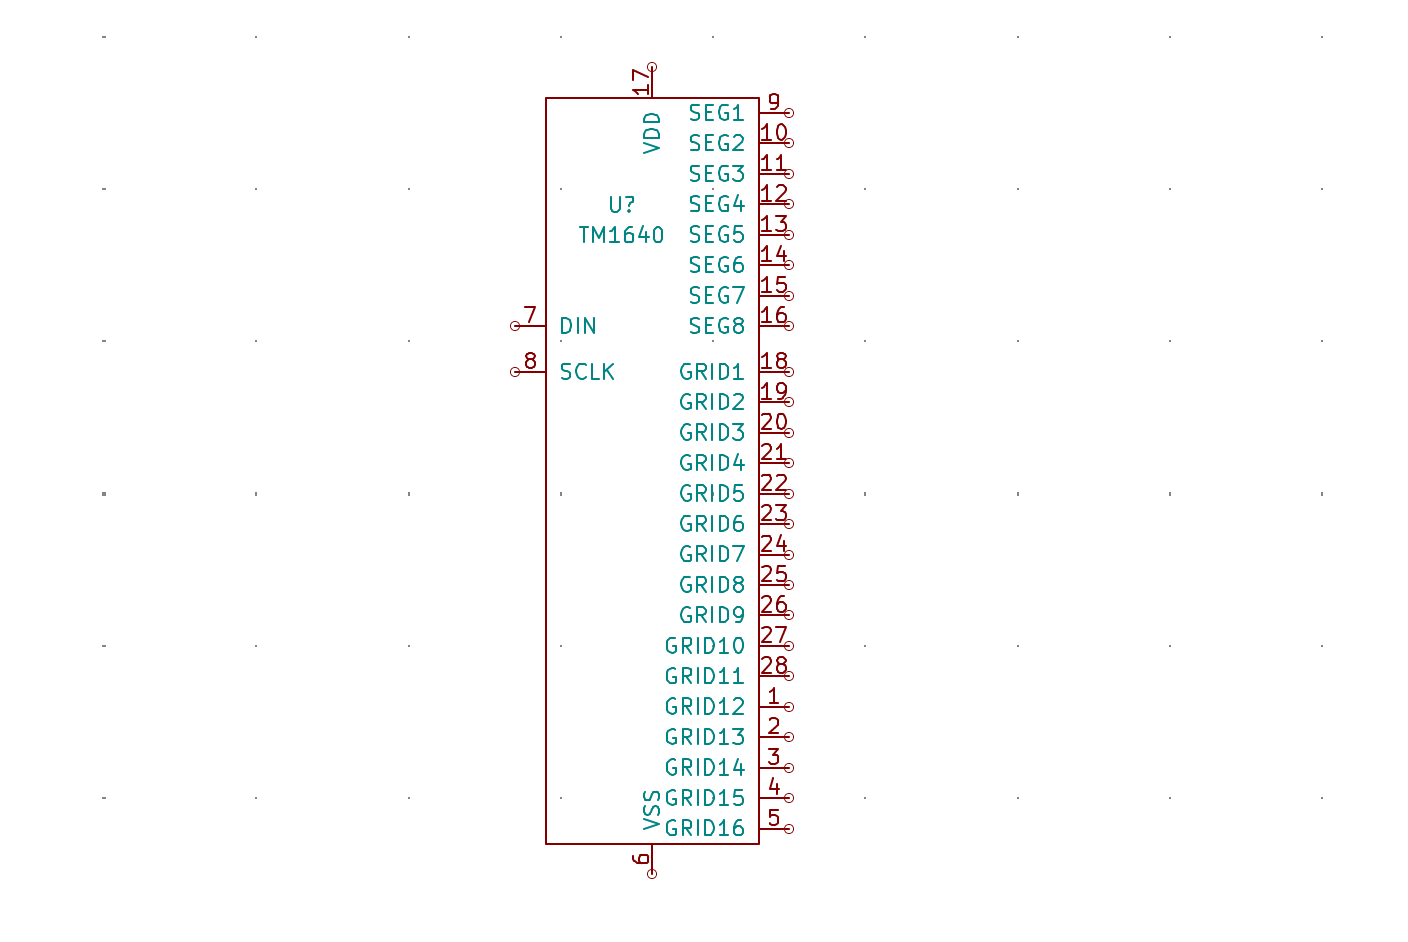 17
VDD
U?
TM1640
7 DIN
8 SCLK
SEG1 9
SEG2 10
SEG3 11
SEG4 12
SEG5 13
SEG6 14
SEG7 15
SEG8 16
GRID1 18
GRID2 19
GRID3 20
GRID4 21
GRID5 22
GRID6 23
GRID7 24
GRID8 25
GRID9 26
GRID10 27
GRID11 28
GRID12 1
GRID13 2
GRID14 3
GRID15 4
GRID16 5
VSS
6